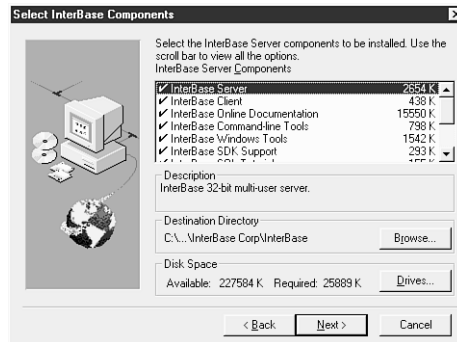 Select InterBase Components
Select the InterBase Server components to be installed. Use the
scroll bar to view all the options.
InterBase Server Components
InterBase Server 2654 K
InterBase Client 438 K
InterBase Online Documentation 15550 K
InterBase Command-line Tools 798 K
InterBase Windows Tools 1542 K
InterBase SDK Support 293 K
Description
InterBase 32-bit multi-user server.
Destination Directory
C:\...\InterBase Corp\InterBase Browse...
Disk Space
Available: 227584 K Required: 25889 K Drives...
< Back Next > Cancel